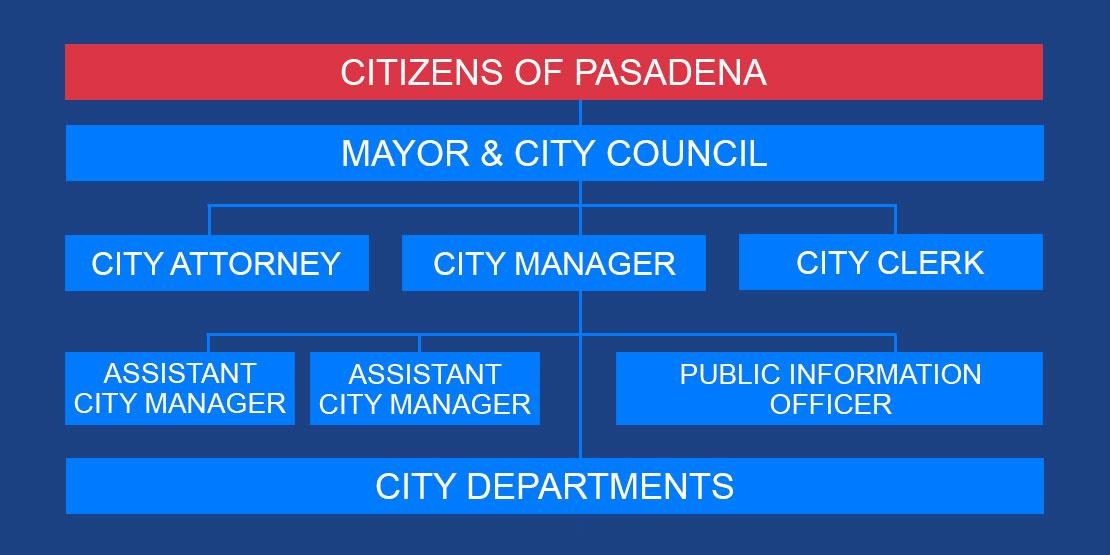 CITIZENS OF PASADENA
MAYOR & CITY COUNCIL
CITY ATTORNEY
CITY MANAGER
CITY CLERK
ASSISTANT
CITY MANAGER
ASSISTANT
CITY MANAGER
PUBLIC INFORMATION
OFFICER
CITY DEPARTMENTS